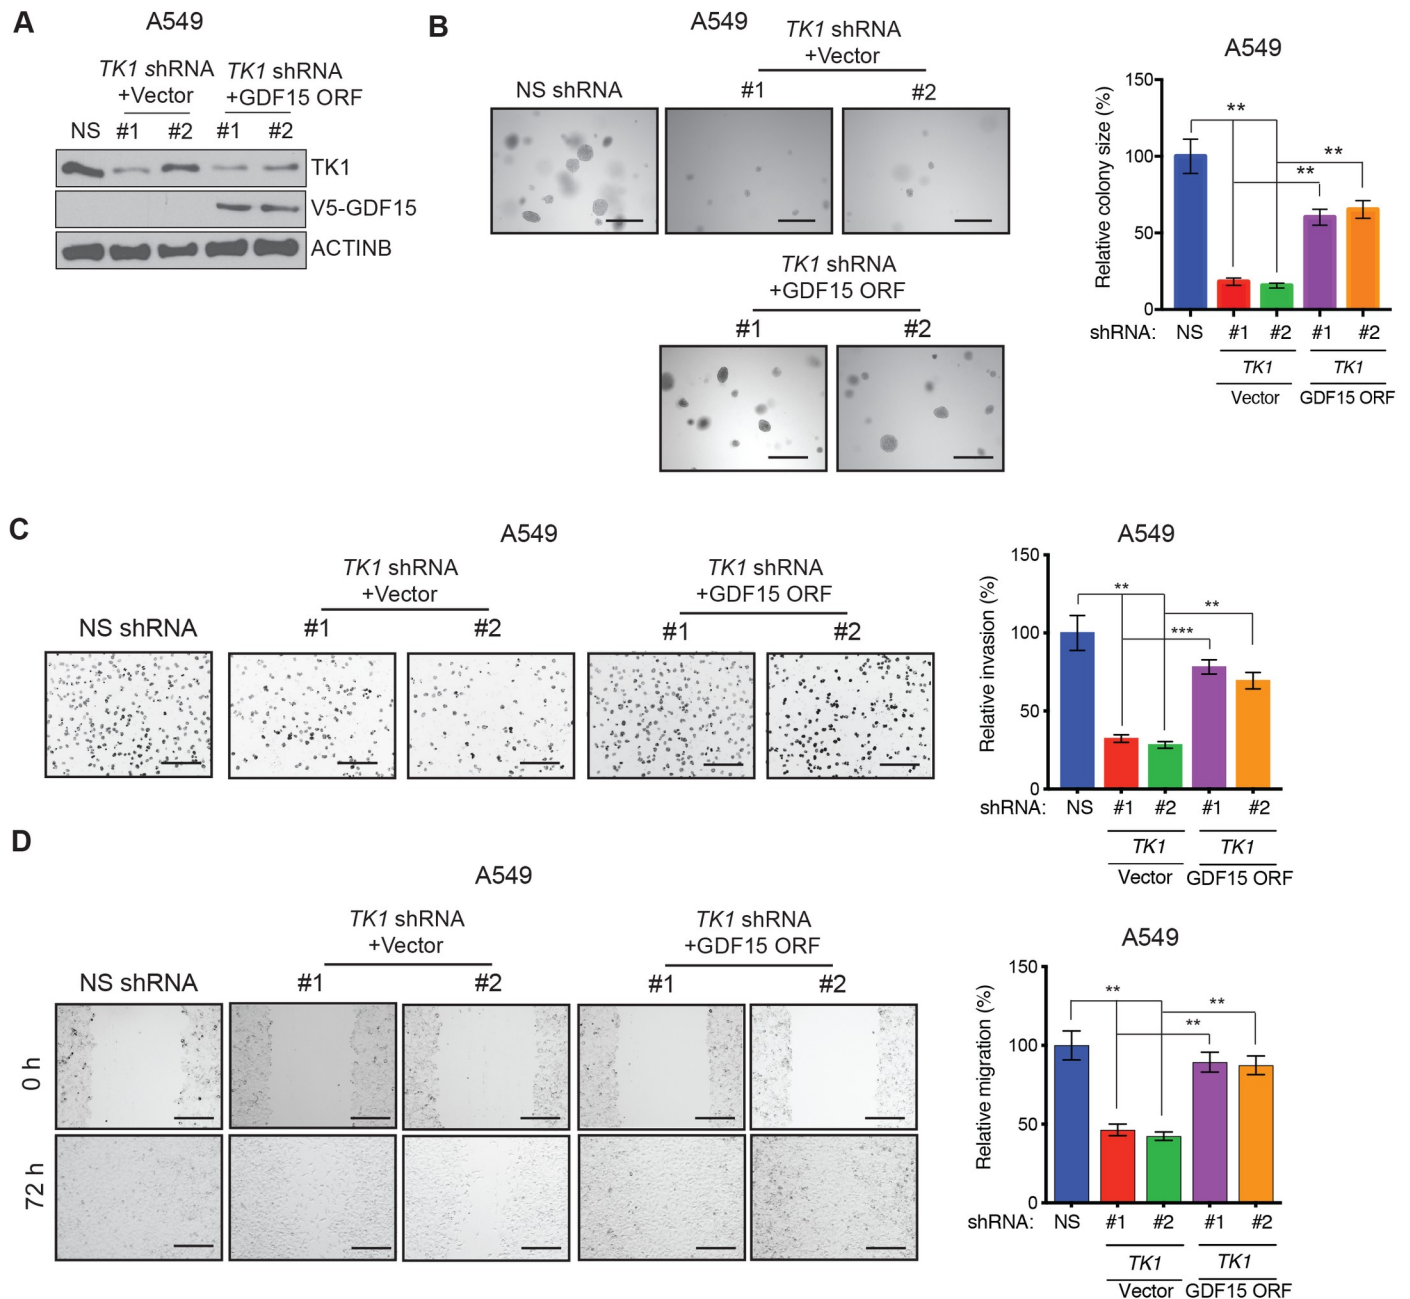 A
A549
TK1 shRNA
+Vector
TK1 shRNA
+GDF15 ORF
NS #1 #2 #1 #2
TK1
V5-GDF15
ACTINB
B
A549
TK1 shRNA
+Vector
NS shRNA
#1
#2
TK1 shRNA
+GDF15 ORF
#1
#2
A549
Relative colony size (%)
150
100
50
0
**
**
**
shRNA: NS #1 #2 #1 #2
TK1 TK1
Vector GDF15 ORF
C
A549
TK1 shRNA
+Vector
TK1 shRNA
+GDF15 ORF
NS shRNA
#1
#2
#1
#2
A549
Relative invasion (%)
150
100
50
0
**
**
***
shRNA: NS #1 #2 #1 #2
TK1 TK1
Vector GDF15 ORF
D
A549
TK1 shRNA
+Vector
TK1 shRNA
+GDF15 ORF
NS shRNA
#1
#2
#1
#2
0 h
72 h
A549
Relative migration (%)
150
100
50
0
**
**
**
shRNA: NS #1 #2 #1 #2
TK1 TK1
Vector GDF15 ORF